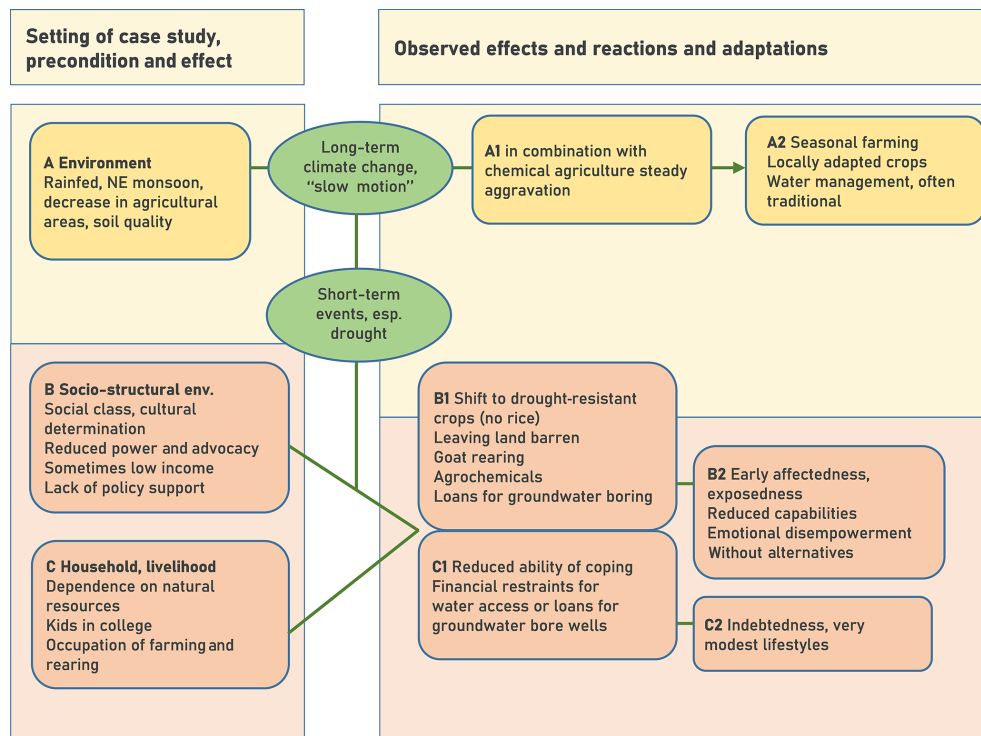 Setting of case study,
precondition and effect
Observed effects and reactions and adaptations
A Environment
Rainfed, NE monsoon,
decrease in agricultural
areas, soil quality
Long-term
climate change,
“slow motion”
A1 in combination with
chemical agriculture steady
aggravation
A2 Seasonal farming
Locally adapted crops
Water management, often
traditional
Short-term
events, esp.
drought
B Socio-structural env.
Social class, cultural
determination
Reduced power and advocacy
Sometimes low income
Lack of policy support
B1 Shift to drought-resistant
crops (no rice)
Leaving land barren
Goat rearing
Agrochemicals
Loans for groundwater boring
B2 Early affectedness,
exposedness
Reduced capabilities
Emotional disempowerment
Without alternatives
C Household, livelihood
Dependence on natural
resources
Kids in college
Occupation of farming and
rearing
C1 Reduced ability of coping
Financial restraints for
water access or loans for
groundwater bore wells
C2 Indebtedness, very
modest lifestyles